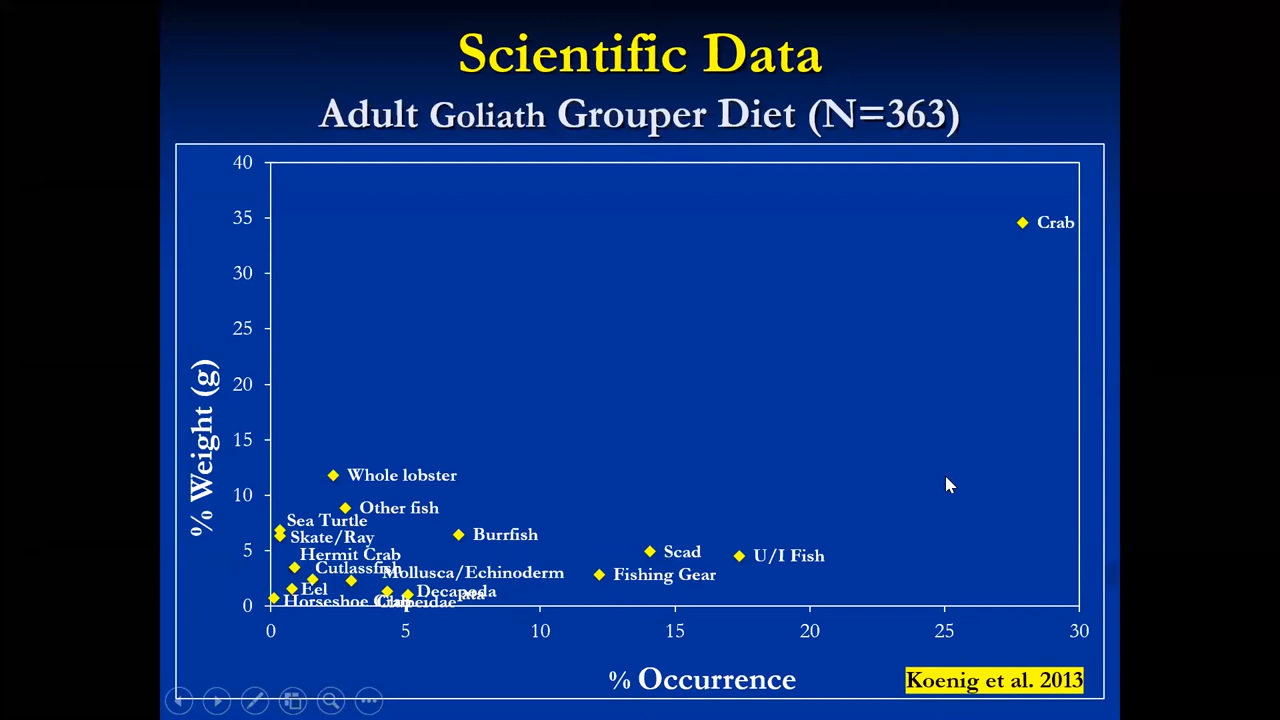 Scientific Data
Adult Goliath Grouper Diet (N=363)
40
35
30
25
20
15
10
5
0
% Weight (g)
Crab
Whole lobster
Other fish
Sea Turtle
Skate/Ray
Burrfish
Scad
U/I Fish
Hermit Crab
Cutlassfish
Mollusca/Echinoderm
Fishing Gear
Eel
Decapoda
Horseshoe Crab
Clupeidae
0
5
10
15
20
25
30
% Occurrence
Koenig et al. 2013